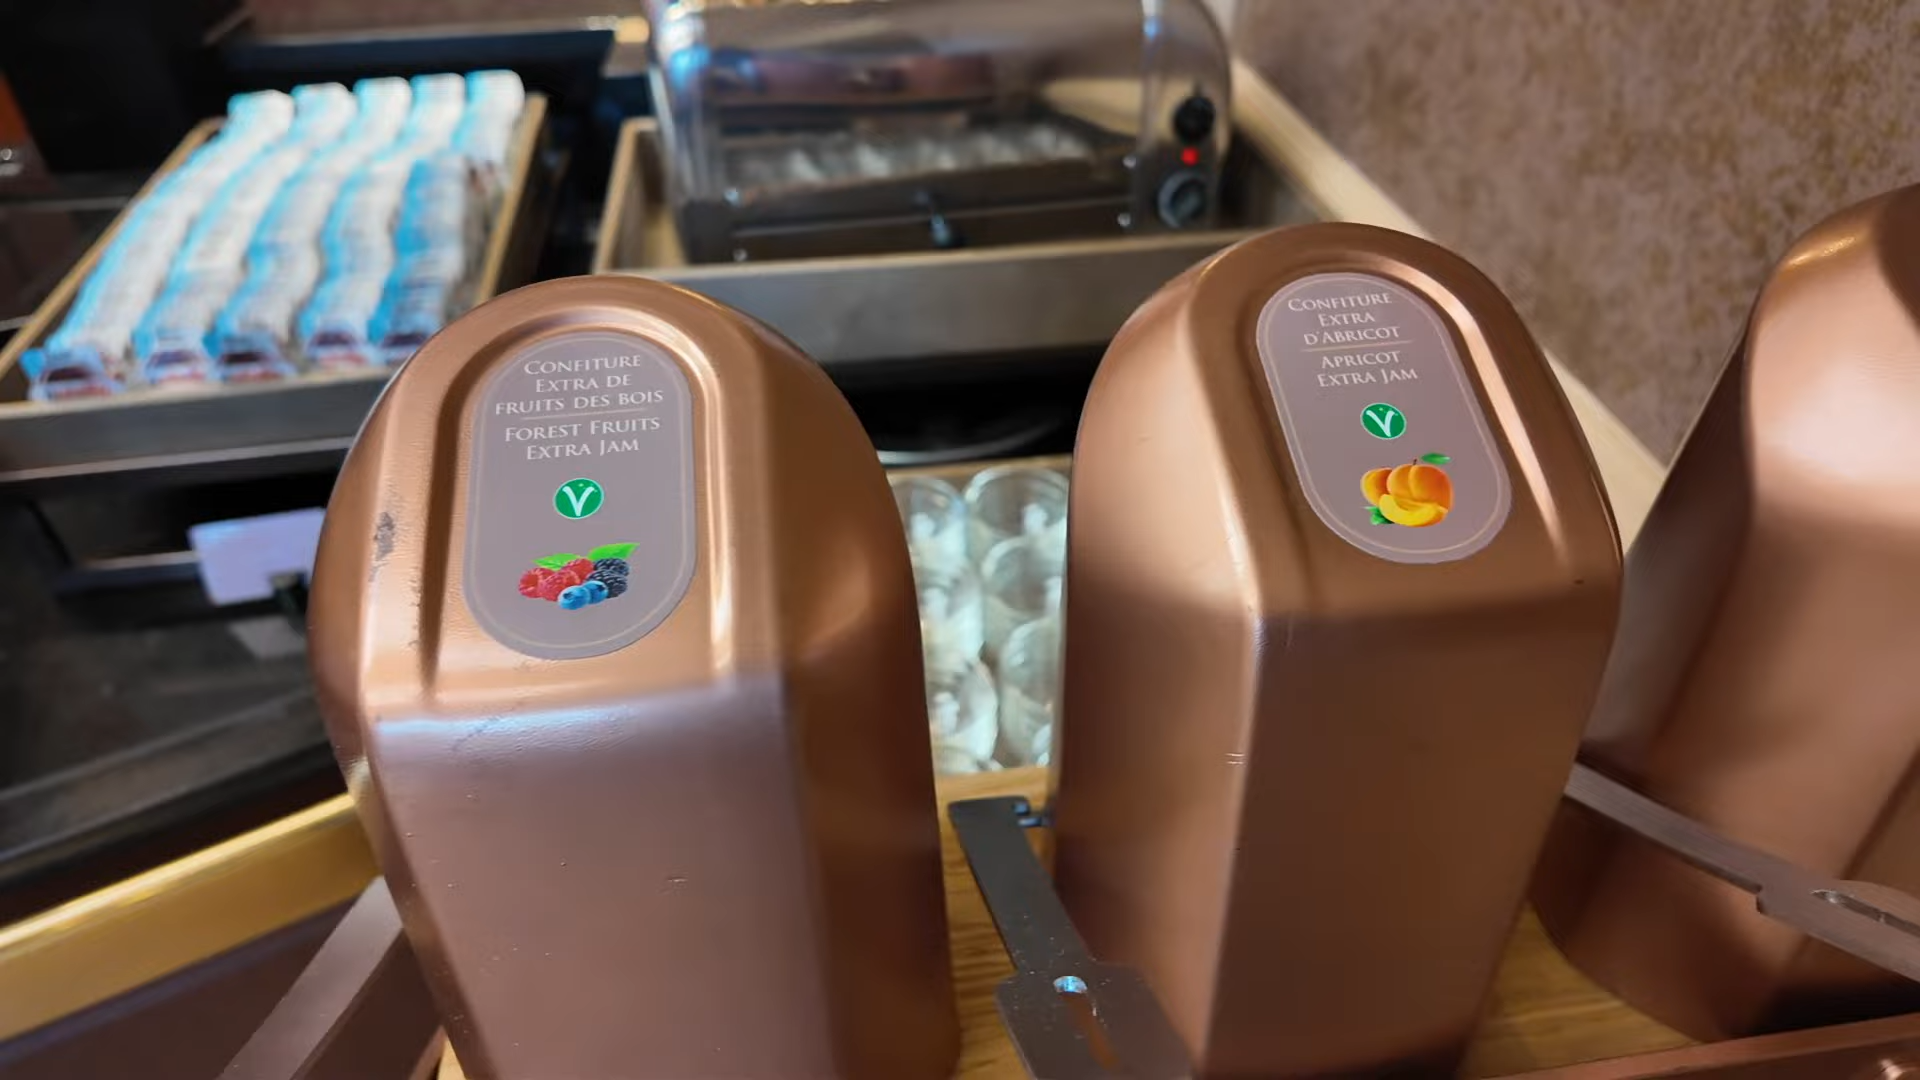 CONFITURE
EXTRA DE
FRUITS DES BOIS
FOREST FRUITS
EXTRA JAM
V
CONFITURE
EXTRA
D'ABRICOT
APRICOT
EXTRA JAM
V